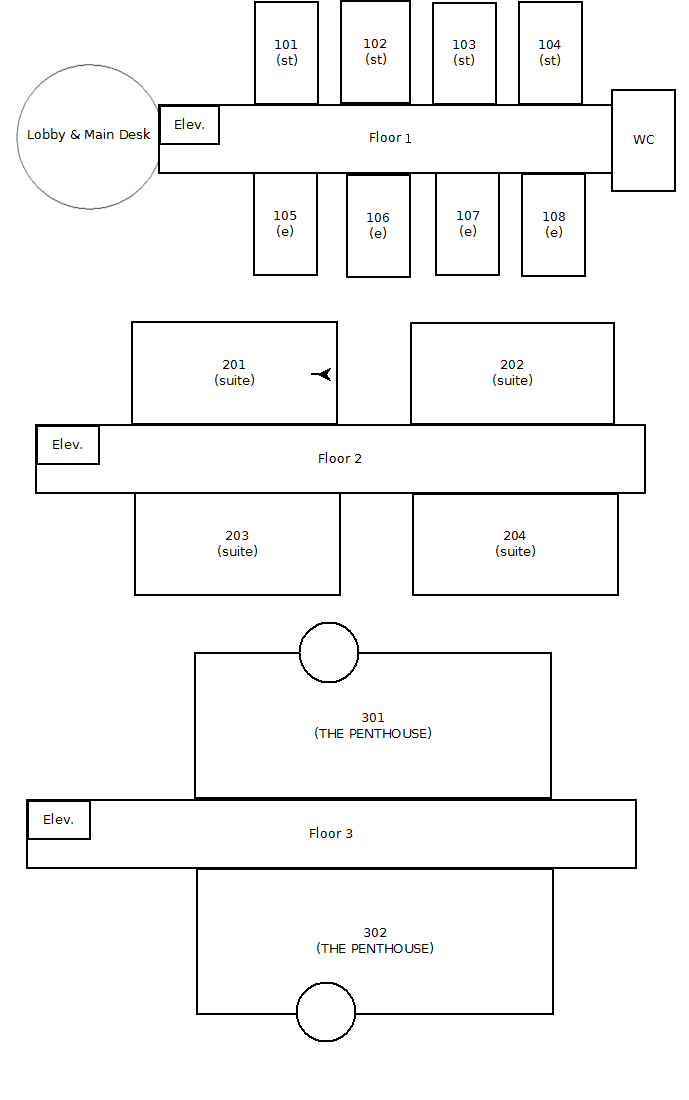 101
(st)
102
(st)
103
(st)
104
(st)
Lobby & Main Desk
Elev.
Floor 1
WC
105
(e)
106
(e)
107
(e)
108
(e)
201
(suite)
202
(suite)
Elev.
Floor 2
203
(suite)
204
(suite)
301
(THE PENTHOUSE)
Elev.
Floor 3
302
(THE PENTHOUSE)